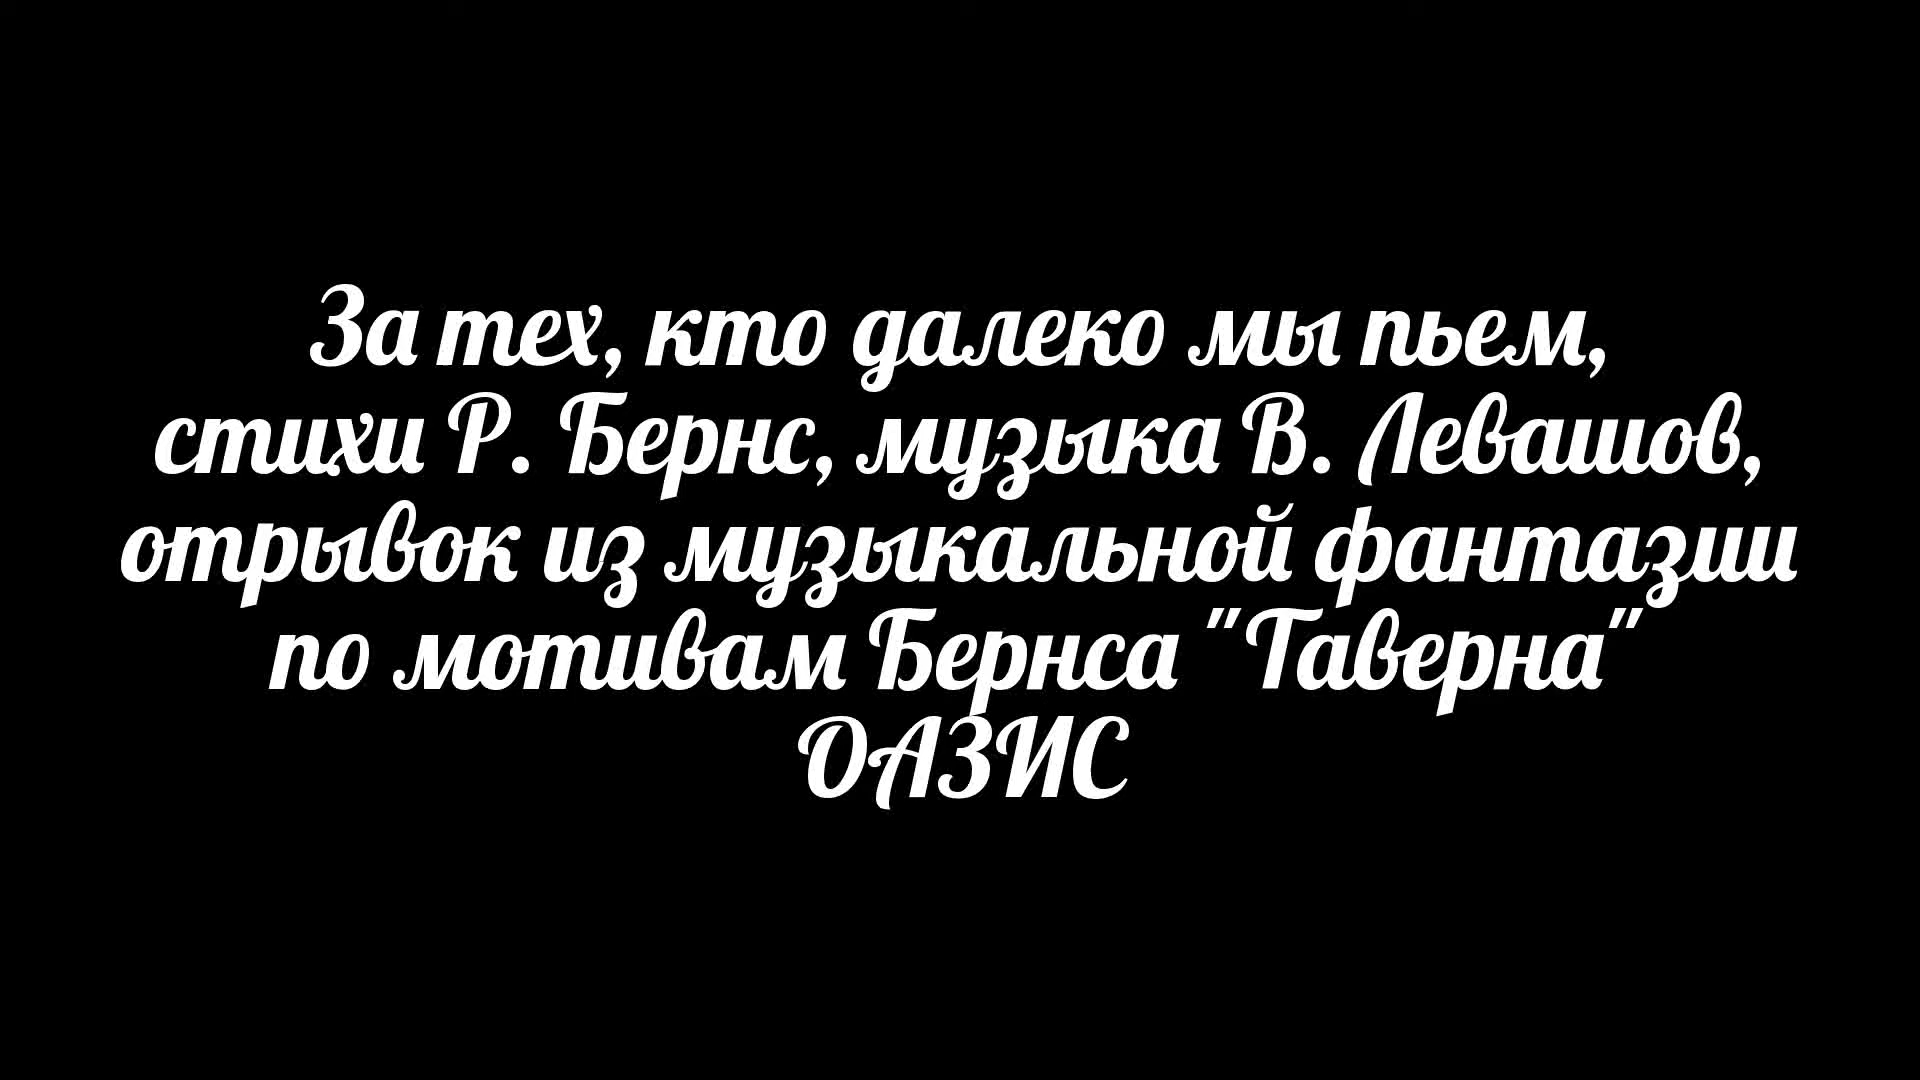 За тех, кто далеко мы пьем,
стихи Р. Бернс, музыка В. Левашов,
отрывок из музыкальной фантазии
по мотивам Бернса "Таверна"
ОАЗИС